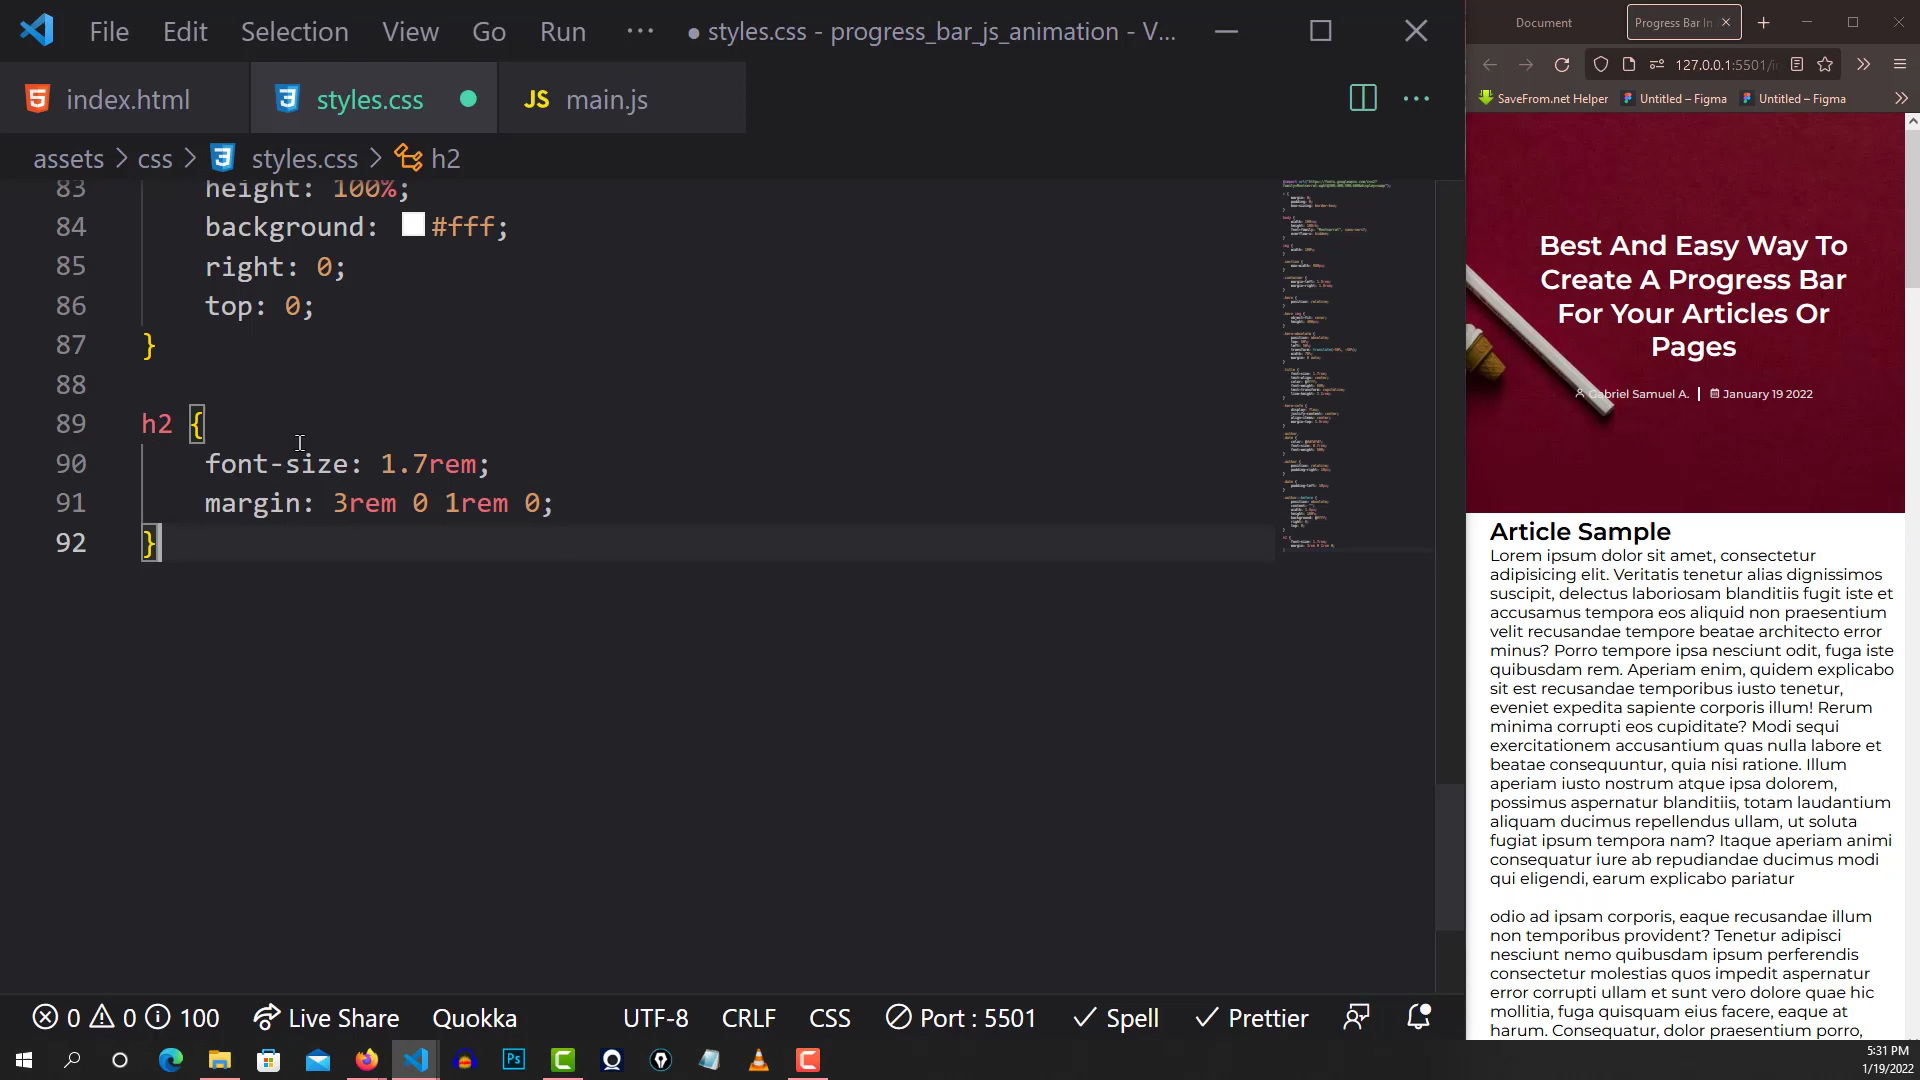 File Edit Selection View Go Run ··· ● styles.css - progress_bar_js_animation - V...
index.html styles.css JS main.js
assets > css > styles.css > h2
83 height: 100%;
84 background: #fff;
85 right: 0;
86 top: 0;
87 }
88
89 h2 {
90 font-size: 1.7rem;
91 margin: 3rem 0 1rem 0;
92 }
0 0 100 Live Share Quokka UTF-8 CRLF CSS Port : 5501 Spell Prettier
Document Progress Bar In
127.0.0.1:5501/i
SaveFrom.net Helper Untitled – Figma Untitled – Figma
Best And Easy Way To
Create A Progress Bar
For Your Articles Or
Pages
Gabriel Samuel A. January 19 2022
Article Sample
Lorem ipsum dolor sit amet, consectetur
adipisicing elit. Veritatis tenetur alias dignissimos
suscipit, delectus laboriosam blanditiis fugit iste et
accusamus tempora eos aliquid non praesentium
velit recusandae tempore beatae architecto error
minus? Porro tempore ipsa nesciunt odit, fuga iste
quibusdam rem. Aperiam enim, quidem explicabo
sit est recusandae temporibus iusto tenetur,
eveniet expedita sapiente corporis illum! Rerum
minima corrupti eos cupiditate? Modi sequi
exercitationem accusantium quas nulla labore et
beatae consequuntur, quia nisi ratione. Illum
aperiam iusto nostrum atque ipsa dolorem,
possimus aspernatur blanditiis, totam laudantium
aliquam ducimus repellendus ullam, ut soluta
fugiat ipsum tempora nam? Itaque aperiam animi
consequatur iure ab repudiandae ducimus modi
qui eligendi, earum explicabo pariatur
odio ad ipsam corporis, eaque recusandae illum
non temporibus provident? Tenetur adipisci
nesciunt nemo quibusdam ipsum perferendis
consectetur molestias quos impedit aspernatur
error corrupti ullam et sunt vero dolore quae hic
mollitia, fuga quisquam eius facere, eaque at
harum. Consequatur, dolor praesentium porro,
Ps
5:31 PM
1/19/2022